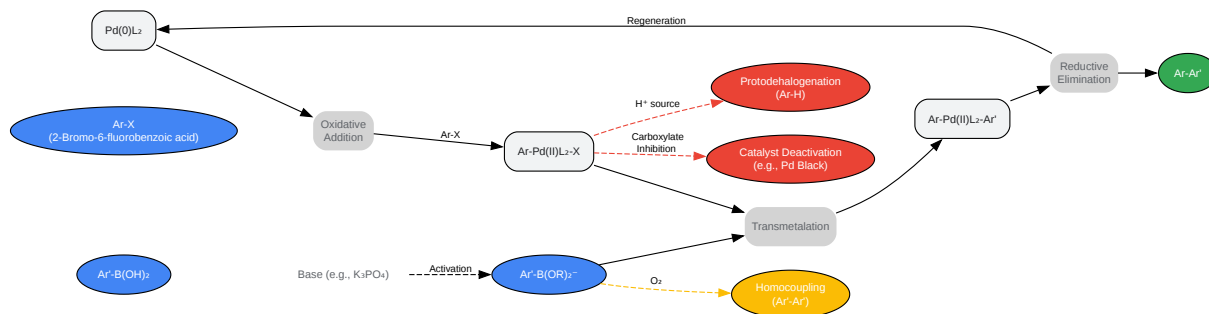 Regeneration
Pd(0)L₂
Reductive
Elimination
Ar-Ar'
Protodehalogenation
(Ar-H)
H⁺ source
Ar-X
(2-Bromo-6-fluorobenzoic acid)
Oxidative
Addition
Ar-X
Ar-Pd(II)L₂-X
Carboxylate
Inhibition
Catalyst Deactivation
(e.g., Pd Black)
Ar-Pd(II)L₂-Ar'
Transmetalation
Ar'-B(OH)₂
Base (e.g., K₃PO₄)
Activation
Ar'-B(OR)₂⁻
O₂
Homocoupling
(Ar'-Ar')